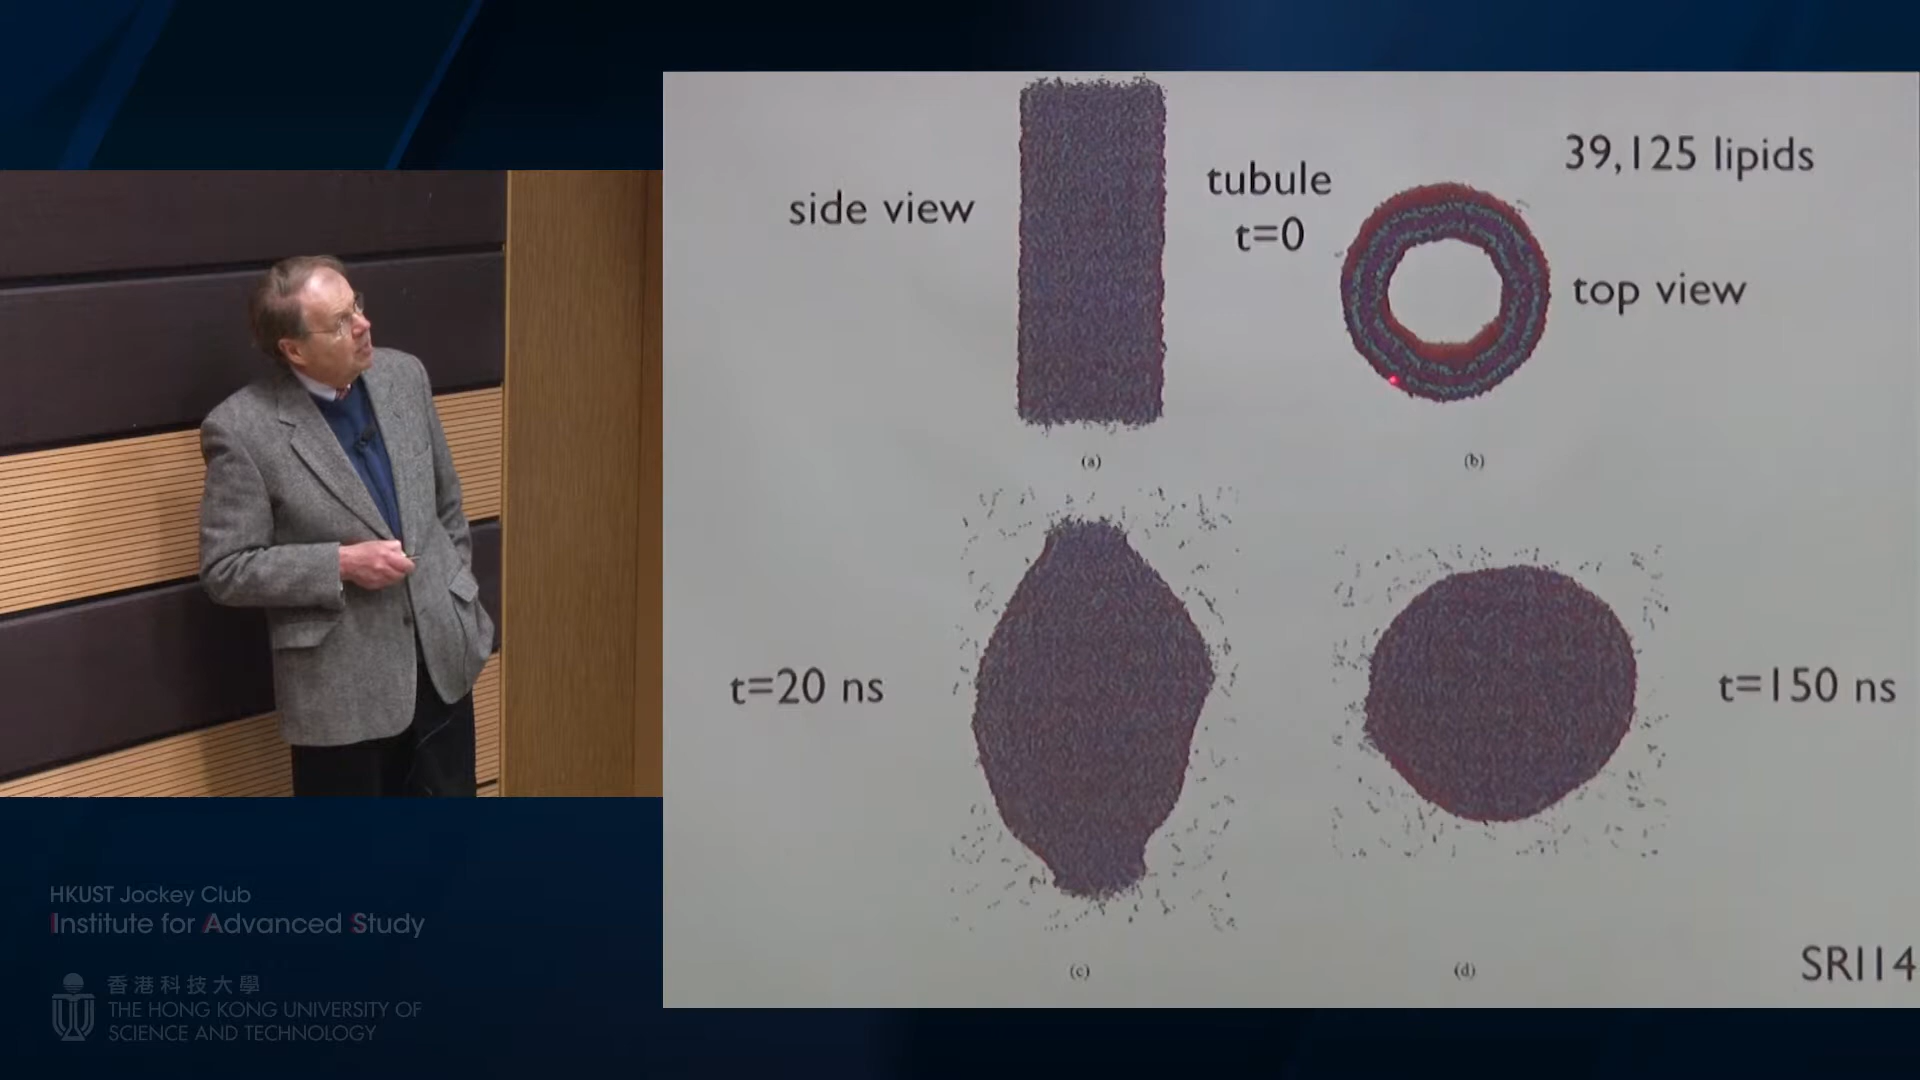 side view
tubule
t=0
39,125 lipids
top view
(a)
(b)
t=20 ns
t=150 ns
(c)
(d)
SRI14
HKUST Jockey Club
Institute for Advanced Study
香港科技大學
THE HONG KONG UNIVERSITY OF
SCIENCE AND TECHNOLOGY